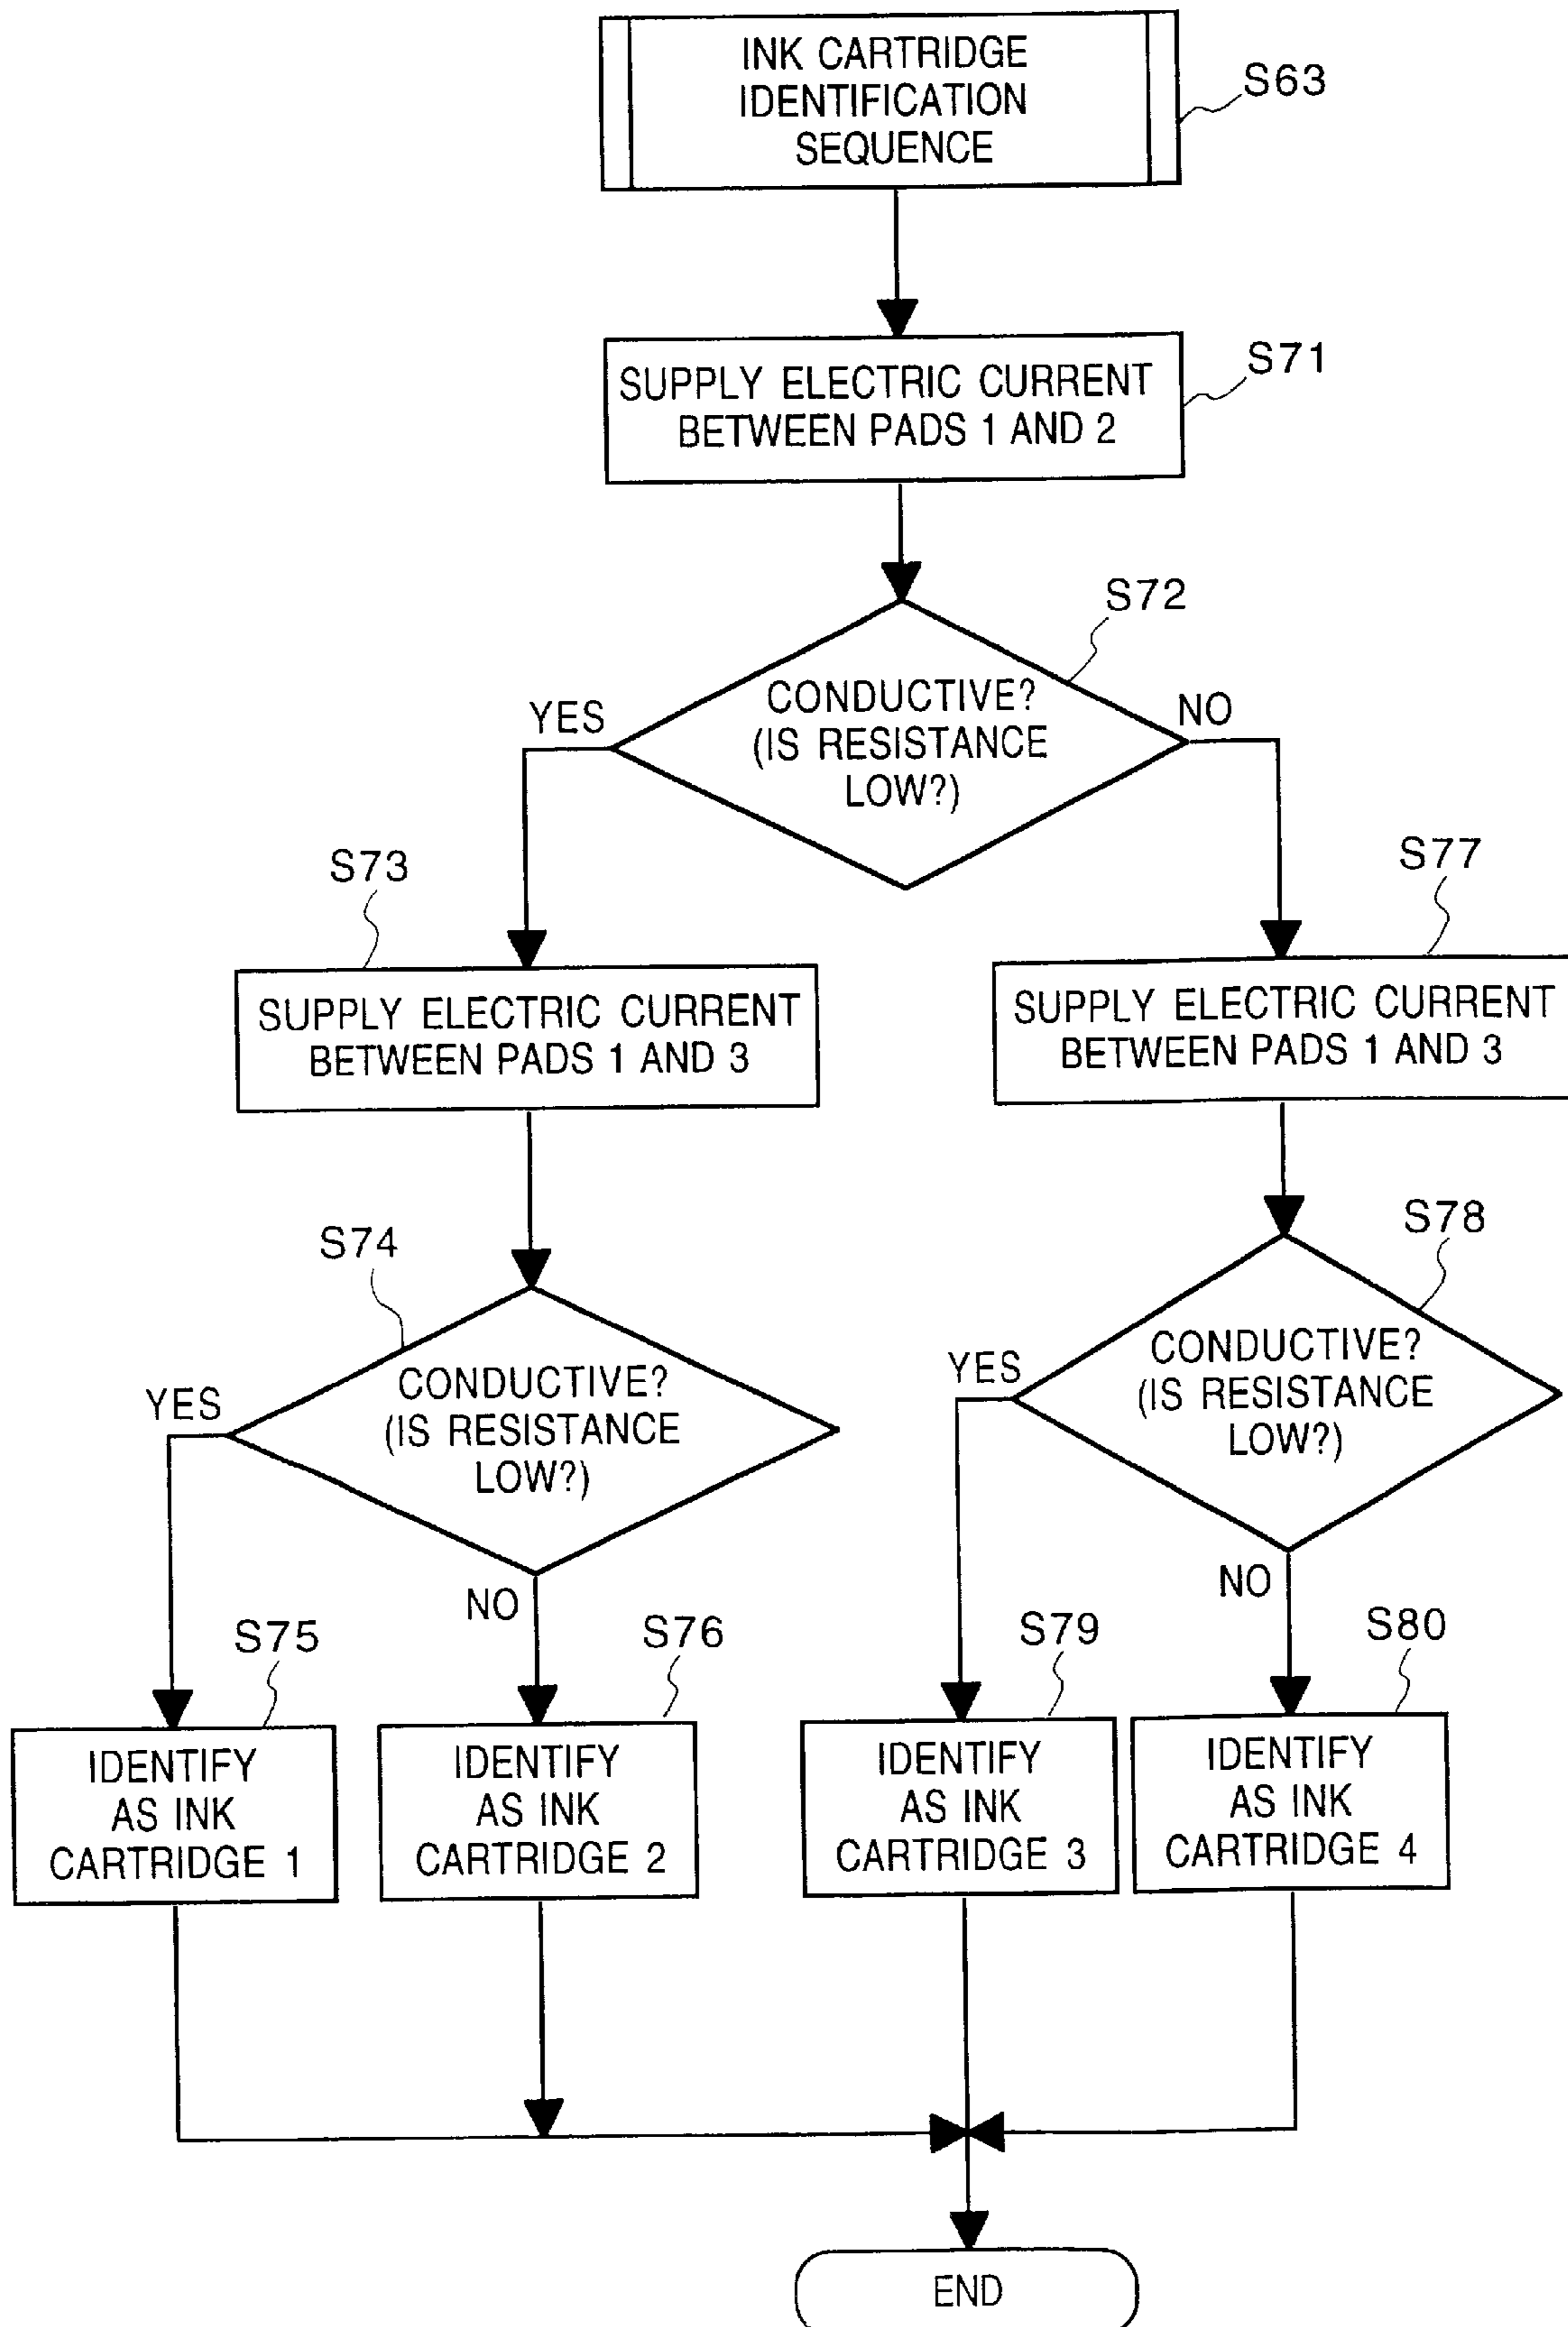 INK CARTRIDGE
IDENTIFICATION
SEQUENCE
S63
SUPPLY ELECTRIC CURRENT
BETWEEN PADS 1 AND 2
S71
S72
CONDUCTIVE?
(IS RESISTANCE
LOW?)
YES
NO
S73
SUPPLY ELECTRIC CURRENT
BETWEEN PADS 1 AND 3
S77
SUPPLY ELECTRIC CURRENT
BETWEEN PADS 1 AND 3
S74
CONDUCTIVE?
(IS RESISTANCE
LOW?)
YES
NO
S78
CONDUCTIVE?
(IS RESISTANCE
LOW?)
YES
NO
S75
IDENTIFY
AS INK
CARTRIDGE 1
S76
IDENTIFY
AS INK
CARTRIDGE 2
S79
IDENTIFY
AS INK
CARTRIDGE 3
S80
IDENTIFY
AS INK
CARTRIDGE 4
END